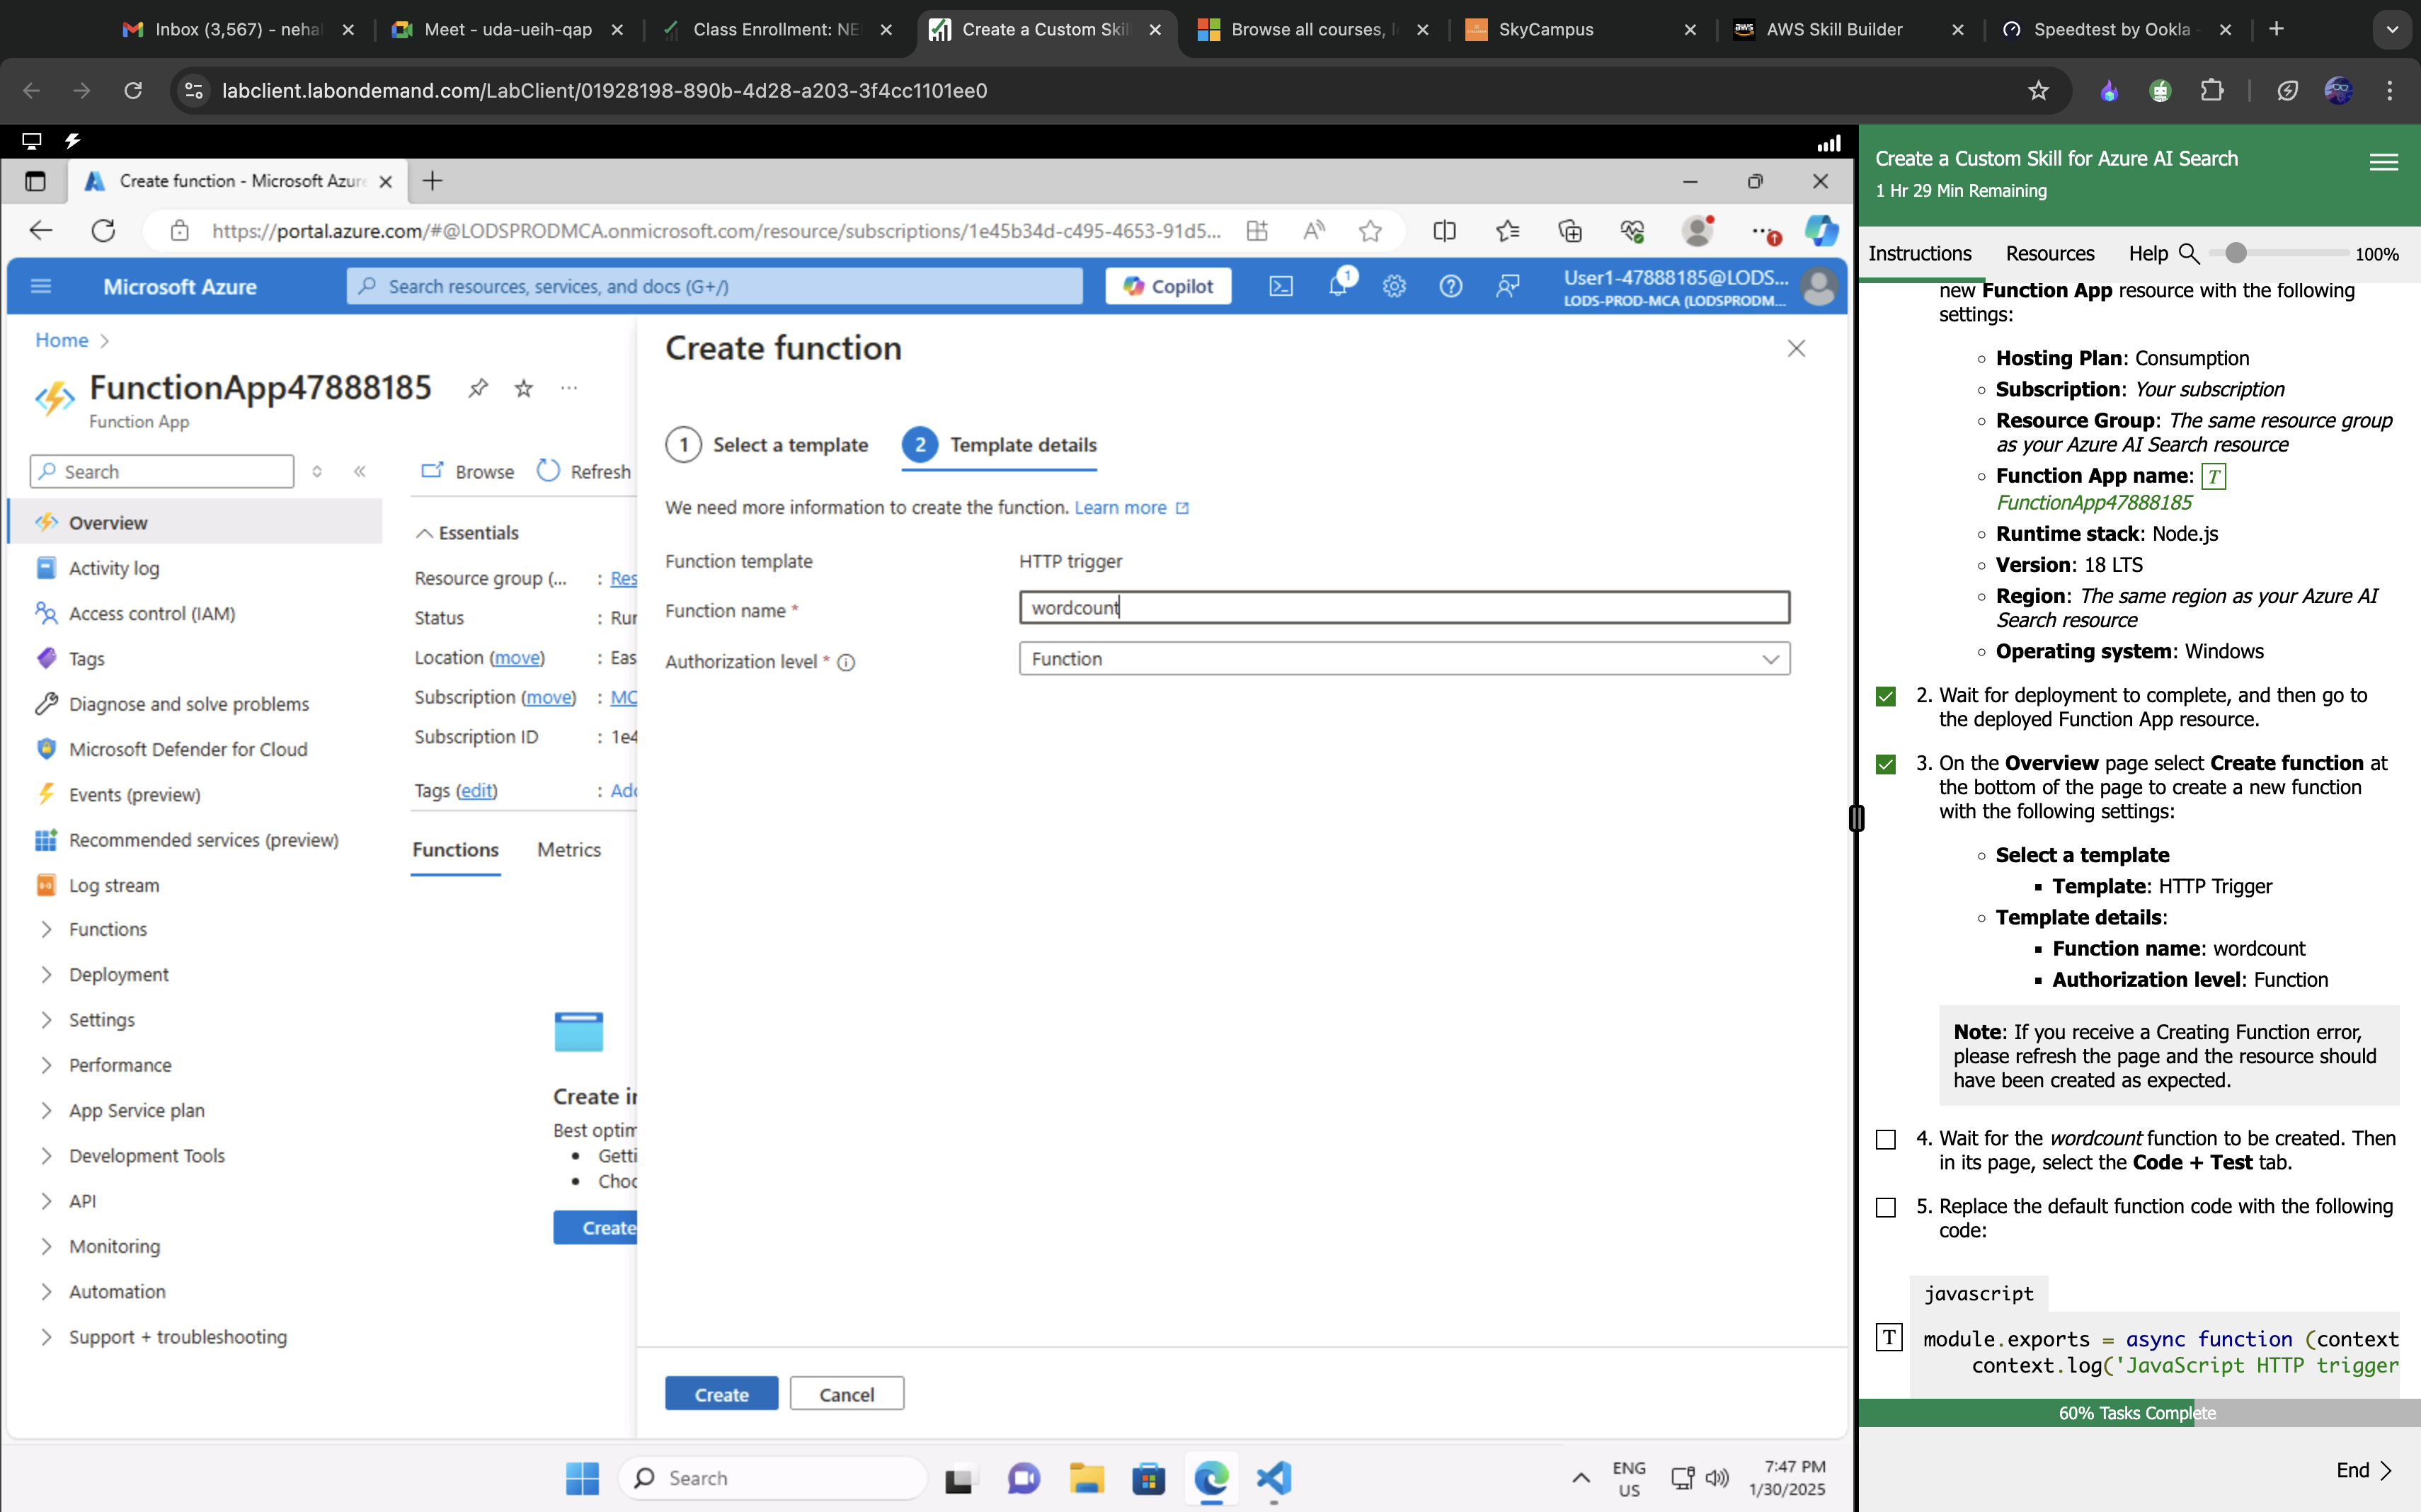 Inbox (3,567) - neha
Meet - uda-ueih-qap
Class Enrollment: NE
Create a Custom Skil
Browse all courses, l
SkyCampus
AWS Skill Builder
Speedtest by Ookla
labclient.labondemand.com/LabClient/01928198-890b-4d28-a203-3f4cc1101ee0
Create function - Microsoft Azure
https://portal.azure.com/#@LODSPRODMCA.onmicrosoft.com/resource/subscriptions/1e45b34d-c495-4653-91d5...
Microsoft Azure
Search resources, services, and docs (G+/)
Copilot
1
User1-47888185@LODS...
LODS-PROD-MCA (LODSPRODM...
Home >
FunctionApp47888185
Function App
Search
Overview
Activity log
Access control (IAM)
Tags
Diagnose and solve problems
Microsoft Defender for Cloud
Events (preview)
Recommended services (preview)
Log stream
Functions
Deployment
Settings
Performance
App Service plan
Development Tools
API
Monitoring
Automation
Support + troubleshooting
Browse
Refresh
Essentials
Resource group (... : Res
Status : Rur
Location (move) : Eas
Subscription (move) : MC
Subscription ID : 1e4
Tags (edit) : Add
Functions
Metrics
Create in
Best optim
• Getti
• Choo
Create
Create function
1 Select a template
2 Template details
We need more information to create the function. Learn more
Function template HTTP trigger
Function name * wordcount
Authorization level * Function
Create
Cancel
Search
ENG
US
7:47 PM
1/30/2025
Create a Custom Skill for Azure AI Search
1 Hr 29 Min Remaining
Instructions
Resources
Help
100%
new Function App resource with the following
settings:
Hosting Plan: Consumption
Subscription: Your subscription
Resource Group: The same resource group
as your Azure AI Search resource
Function App name: T
FunctionApp47888185
Runtime stack: Node.js
Version: 18 LTS
Region: The same region as your Azure AI
Search resource
Operating system: Windows
2. Wait for deployment to complete, and then go to
the deployed Function App resource.
3. On the Overview page select Create function at
the bottom of the page to create a new function
with the following settings:
Select a template
Template: HTTP Trigger
Template details:
Function name: wordcount
Authorization level: Function
Note: If you receive a Creating Function error,
please refresh the page and the resource should
have been created as expected.
4. Wait for the wordcount function to be created. Then
in its page, select the Code + Test tab.
5. Replace the default function code with the following
code:
javascript
T
module.exports = async function (context
context.log('JavaScript HTTP trigger
60% Tasks Complete
End >